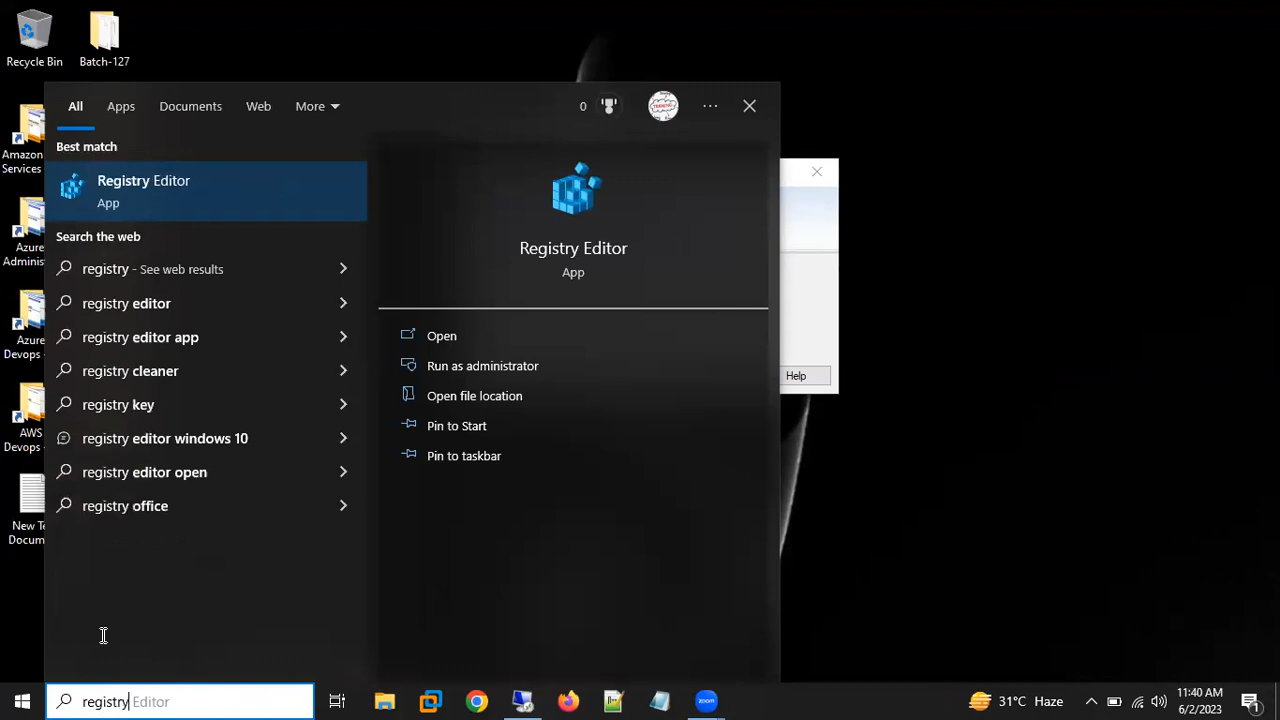 Recycle Bin
Batch-127
Amazon
Services
Azure
Adminis
Azure
Devops -
AWS
Devops -
New Te
Docum
All
Apps
Documents
Web
More
0
...
Best match
Registry Editor
App
Search the web
registry - See web results
registry editor
registry editor app
registry cleaner
registry key
registry editor windows 10
registry editor open
registry office
Registry Editor
App
Open
Run as administrator
Open file location
Pin to Start
Pin to taskbar
Help
registry Editor
zoom
31°C Haze
11:40 AM
6/2/2023
1